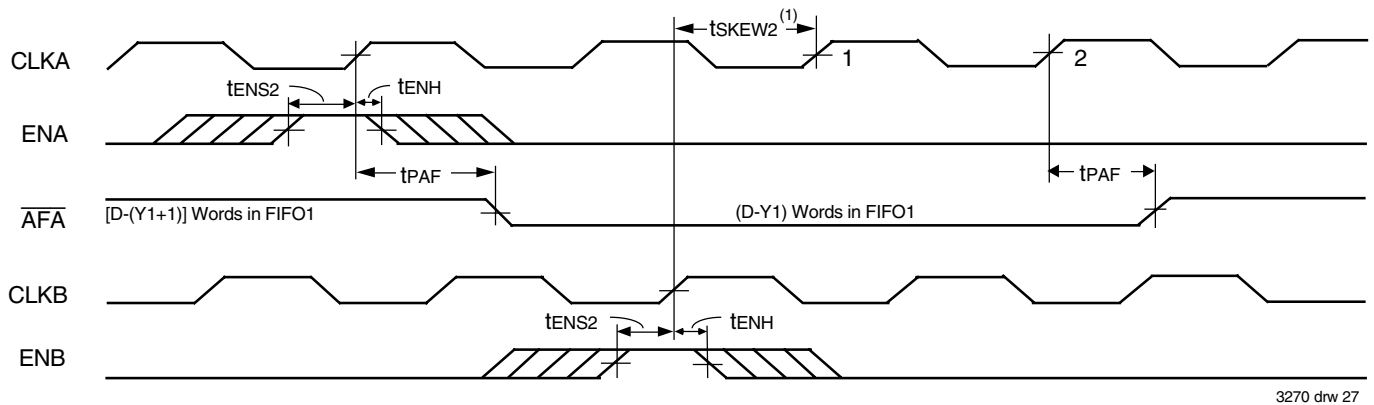 tSKEW2 (1)
CLKA
1
2
tENS2
tENH
ENA
tPAF
tPAF
AFA
[D-(Y1+1)] Words in FIFO1
(D-Y1) Words in FIFO1
CLKB
tENS2
tENH
ENB
3270 drw 27